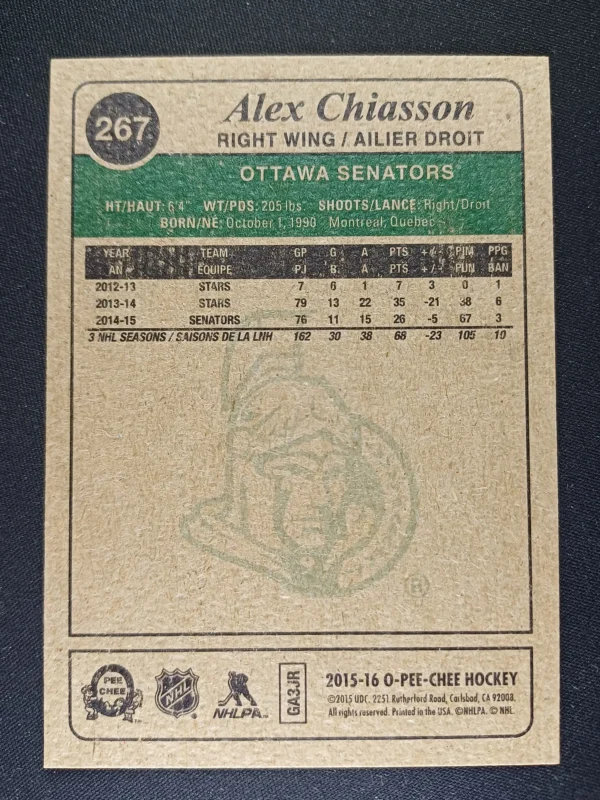 267
Alex Chiasson
RIGHT WING / AILIER DROIT
OTTAWA SENATORS
HT/HAUT: 6'4" WT/PDS: 205 lbs. SHOOTS/LANCE: Right/Droit
BORN/NÉ: October 1, 1990 - Montreal, Quebec
YEAR TEAM GP G A PTS +/- PIM PPG
AN ÉQUIPE PJ B A PTS +/- PUN BAN
2012-13 STARS 7 6 1 7 3 0 1
2013-14 STARS 79 13 22 35 -21 38 6
2014-15 SENATORS 76 11 15 26 -5 67 3
3 NHL SEASONS / SAISONS DE LA LNH 162 30 38 68 -23 105 10
®
O PEE CHEE
NHL
NHLPA
GA3JR
2015-16 O-PEE-CHEE HOCKEY
©2015 UDC. 2251 Rutherford Road, Carlsbad, CA 92008.
All rights reserved. Printed in the USA. ©NHLPA. © NHL.